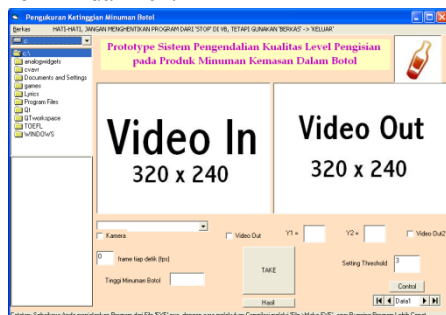 Pengukuran Ketinggian Minuman Botol
Berkas HATI-HATI, JANGAN MENGHENTIKAN PROGRAM DARI 'STOP' DI VB, TETAPI GUNAKAN 'BERKAS' -> 'KELUAR'
Prototype Sistem Pengendalian Kualitas Level Pengisian
pada Produk Minuman Kemasan Dalam Botol
c:\
analogwidgets
cvavr
Documents and Settings
games
Lyrics
Program Files
Qt
QTworkspace
TOEFL
WINDOWS
Video In
320 x 240
Video Out
320 x 240
Kamera
Video Out
Y1 =
Y2 =
Video Out2
0 frame tiap detik (fps)
Tinggi Minuman Botol
TAKE
Setting Threshold 3
Control
Hasil
Data1